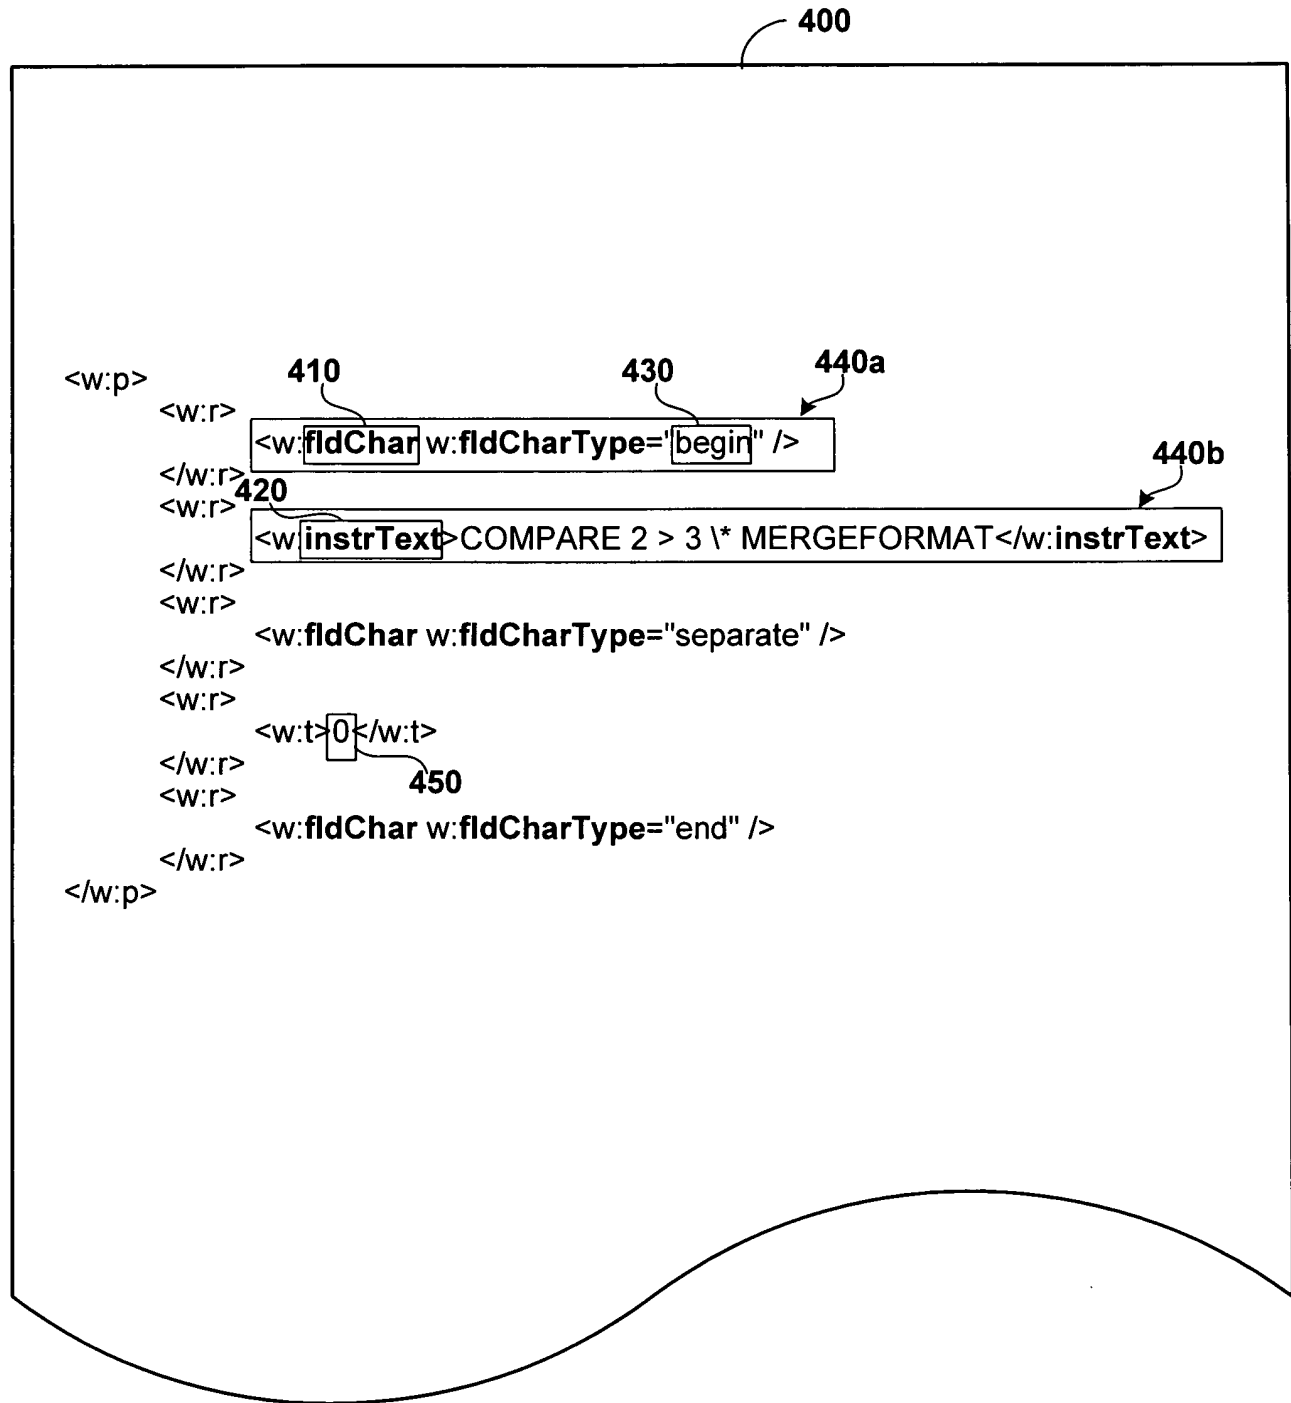 400
410 430 440a
<w:p>
<w:r>
<w:fldChar w:fldCharType="begin" />
</w:r>
440b
420
<w:r>
<w:instrText>COMPARE 2 > 3 \* MERGEFORMAT</w:instrText>
</w:r>
<w:r>
<w:fldChar w:fldCharType="separate" />
</w:r>
<w:r>
<w:t>0</w:t>
</w:r>
450
<w:r>
<w:fldChar w:fldCharType="end" />
</w:r>
</w:p>